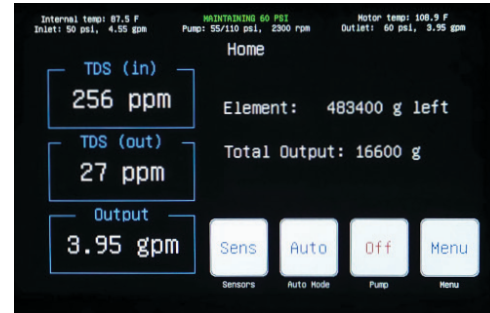 Internal temp: 87.5 F MAINTAINING 60 PSI Motor temp: 108.9 F
Inlet: 50 psi, 4.55 gpm Pump: 55/110 psi, 2300 rpm Outlet: 60 psi, 3.95 gpm
Home
TDS (in)
256 ppm
Element: 483400 g left
TDS (out)
27 ppm
Total Output: 16600 g
Output
3.95 gpm
Sens Auto Off Menu
Sensors Auto Mode Pump Menu